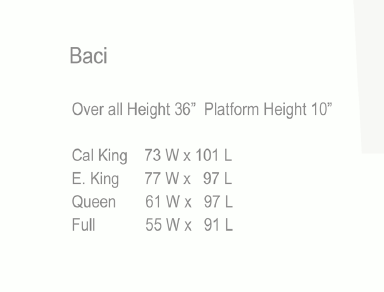 Baci
Over all Height 36” Platform Height 10”
Cal King 73 W x 101 L
E. King 77 W x 97 L
Queen 61 W x 97 L
Full 55 W x 91 L